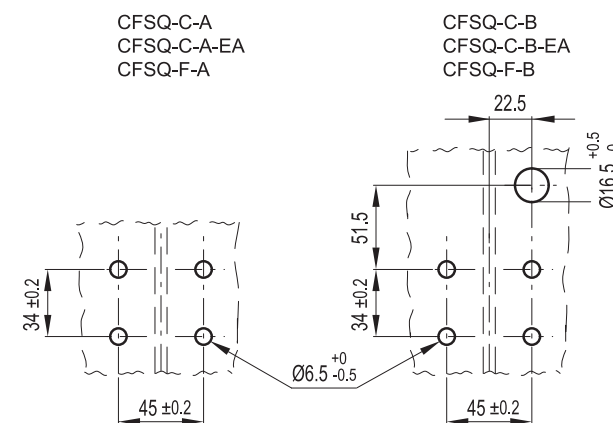 CFSQ-C-A
CFSQ-C-A-EA
CFSQ-F-A
CFSQ-C-B
CFSQ-C-B-EA
CFSQ-F-B
22.5
Ø16.5 +0.5 -0
51.5
34 ±0.2
34 ±0.2
Ø6.5 +0 -0.5
45 ±0.2
45 ±0.2